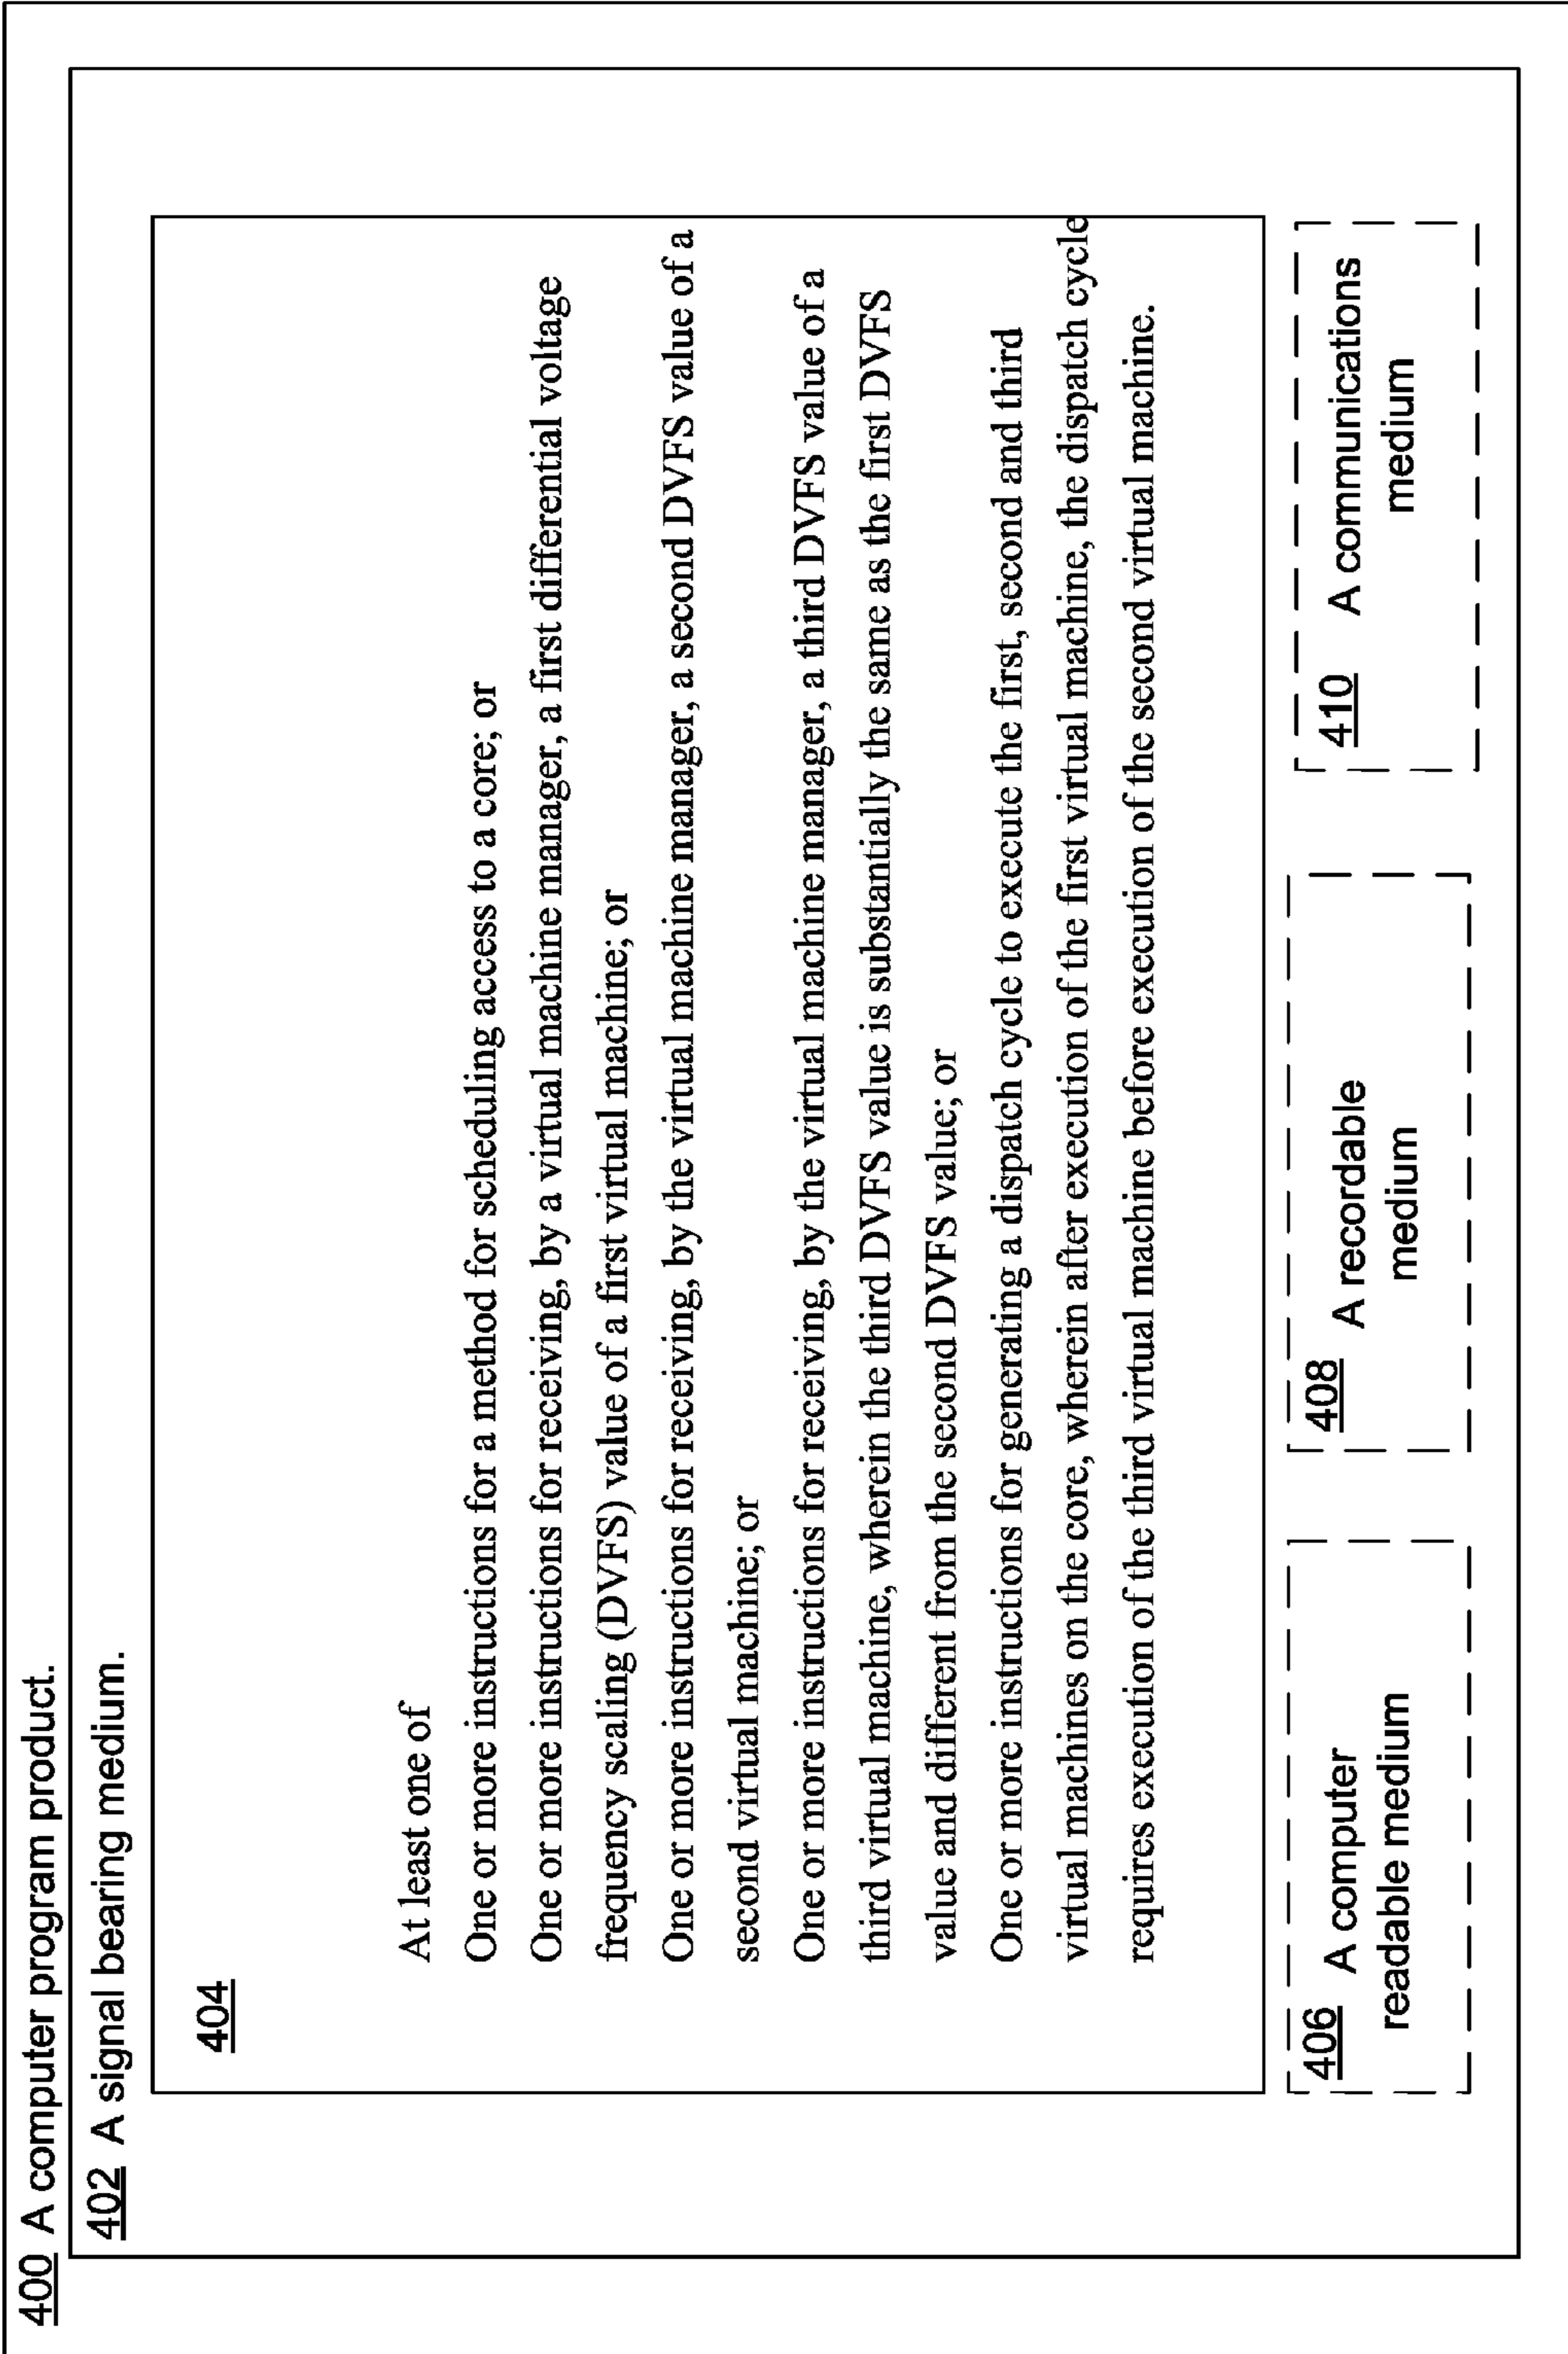 400 A computer program product.
402 A signal bearing medium.
404
At least one of
One or more instructions for a method for scheduling access to a core; or
One or more instructions for receiving, by a virtual machine manager, a first differential voltage
frequency scaling (DVFS) value of a first virtual machine; or
One or more instructions for receiving, by the virtual machine manager, a second DVFS value of a
second virtual machine; or
One or more instructions for receiving, by the virtual machine manager, a third DVFS value of a
third virtual machine, wherein the third DVFS value is substantially the same as the first DVFS
value and different from the second DVFS value; or
One or more instructions for generating a dispatch cycle to execute the first, second and third
virtual machines on the core, wherein after execution of the first virtual machine, the dispatch cycle
requires execution of the third virtual machine before execution of the second virtual machine.
406 A computer
readable medium
408 A recordable
medium
410 A communications
medium